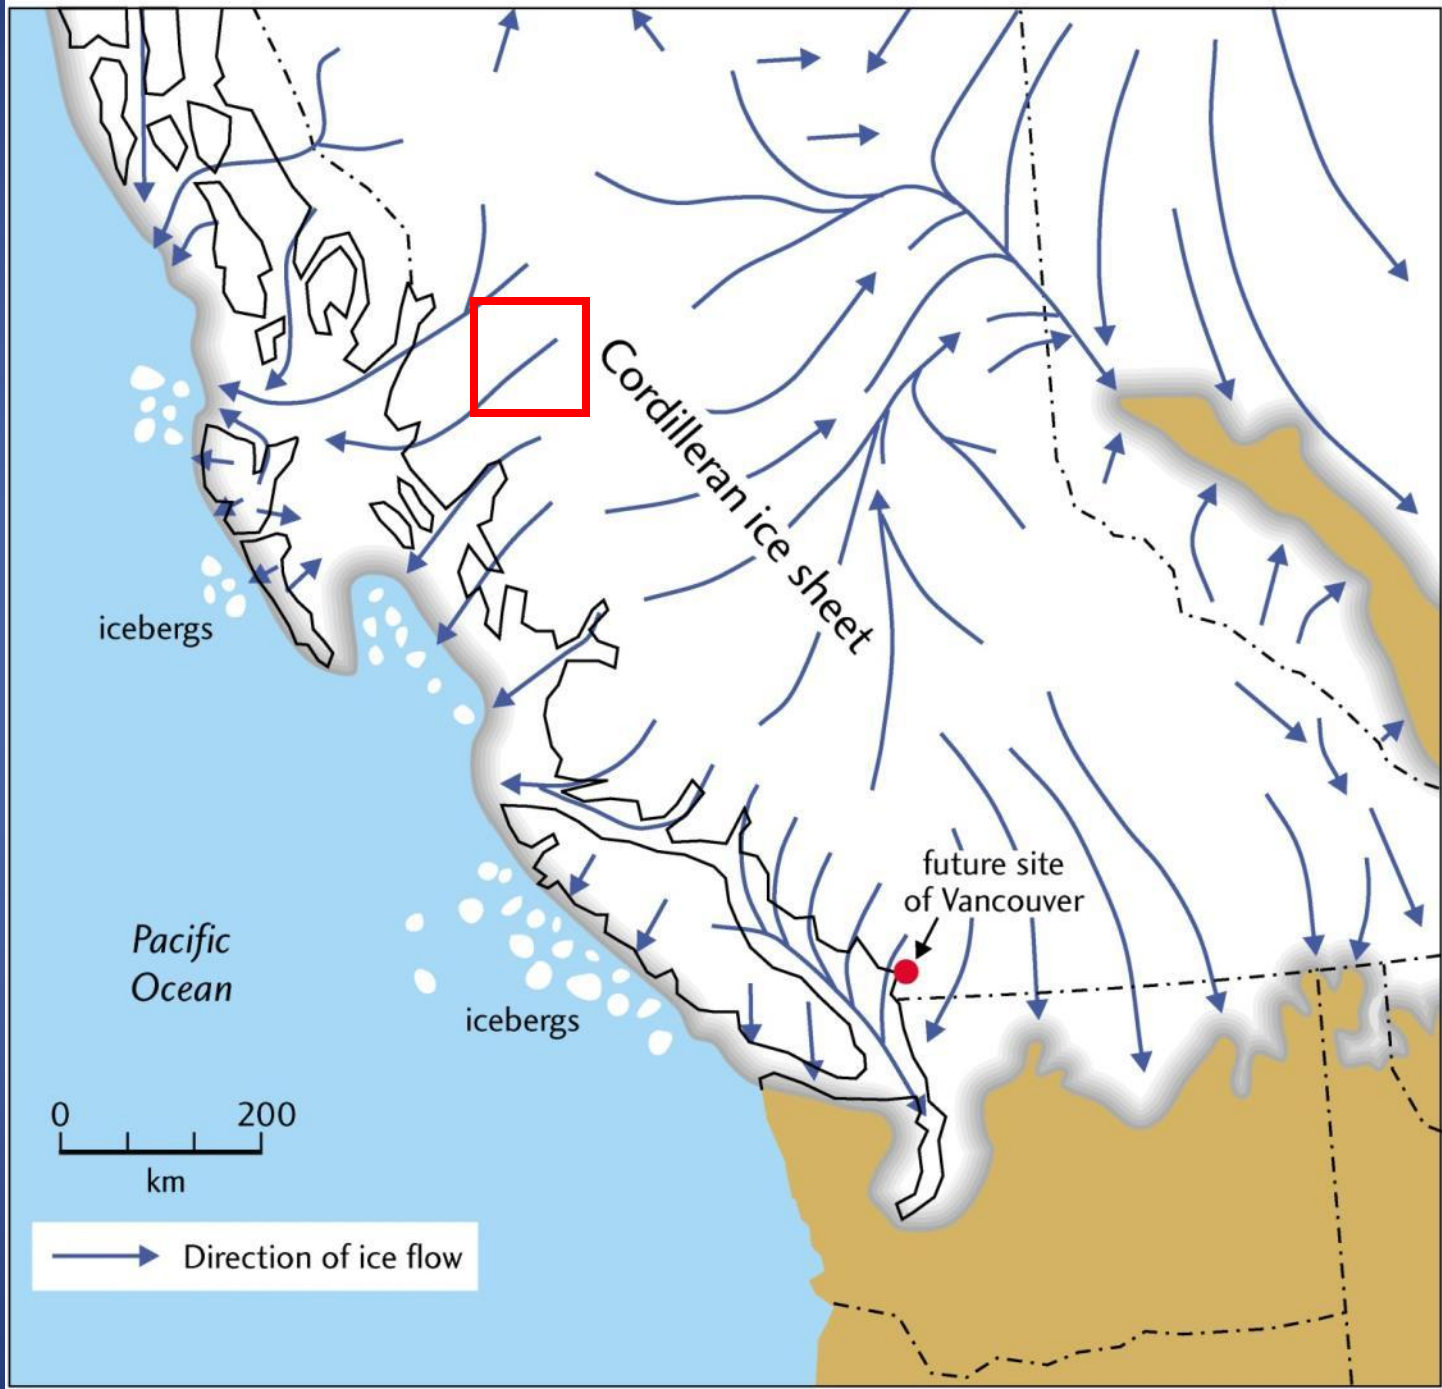 Cordilleran ice sheet
icebergs
future site
of Vancouver
Pacific
Ocean
icebergs
0 200
km
Direction of ice flow